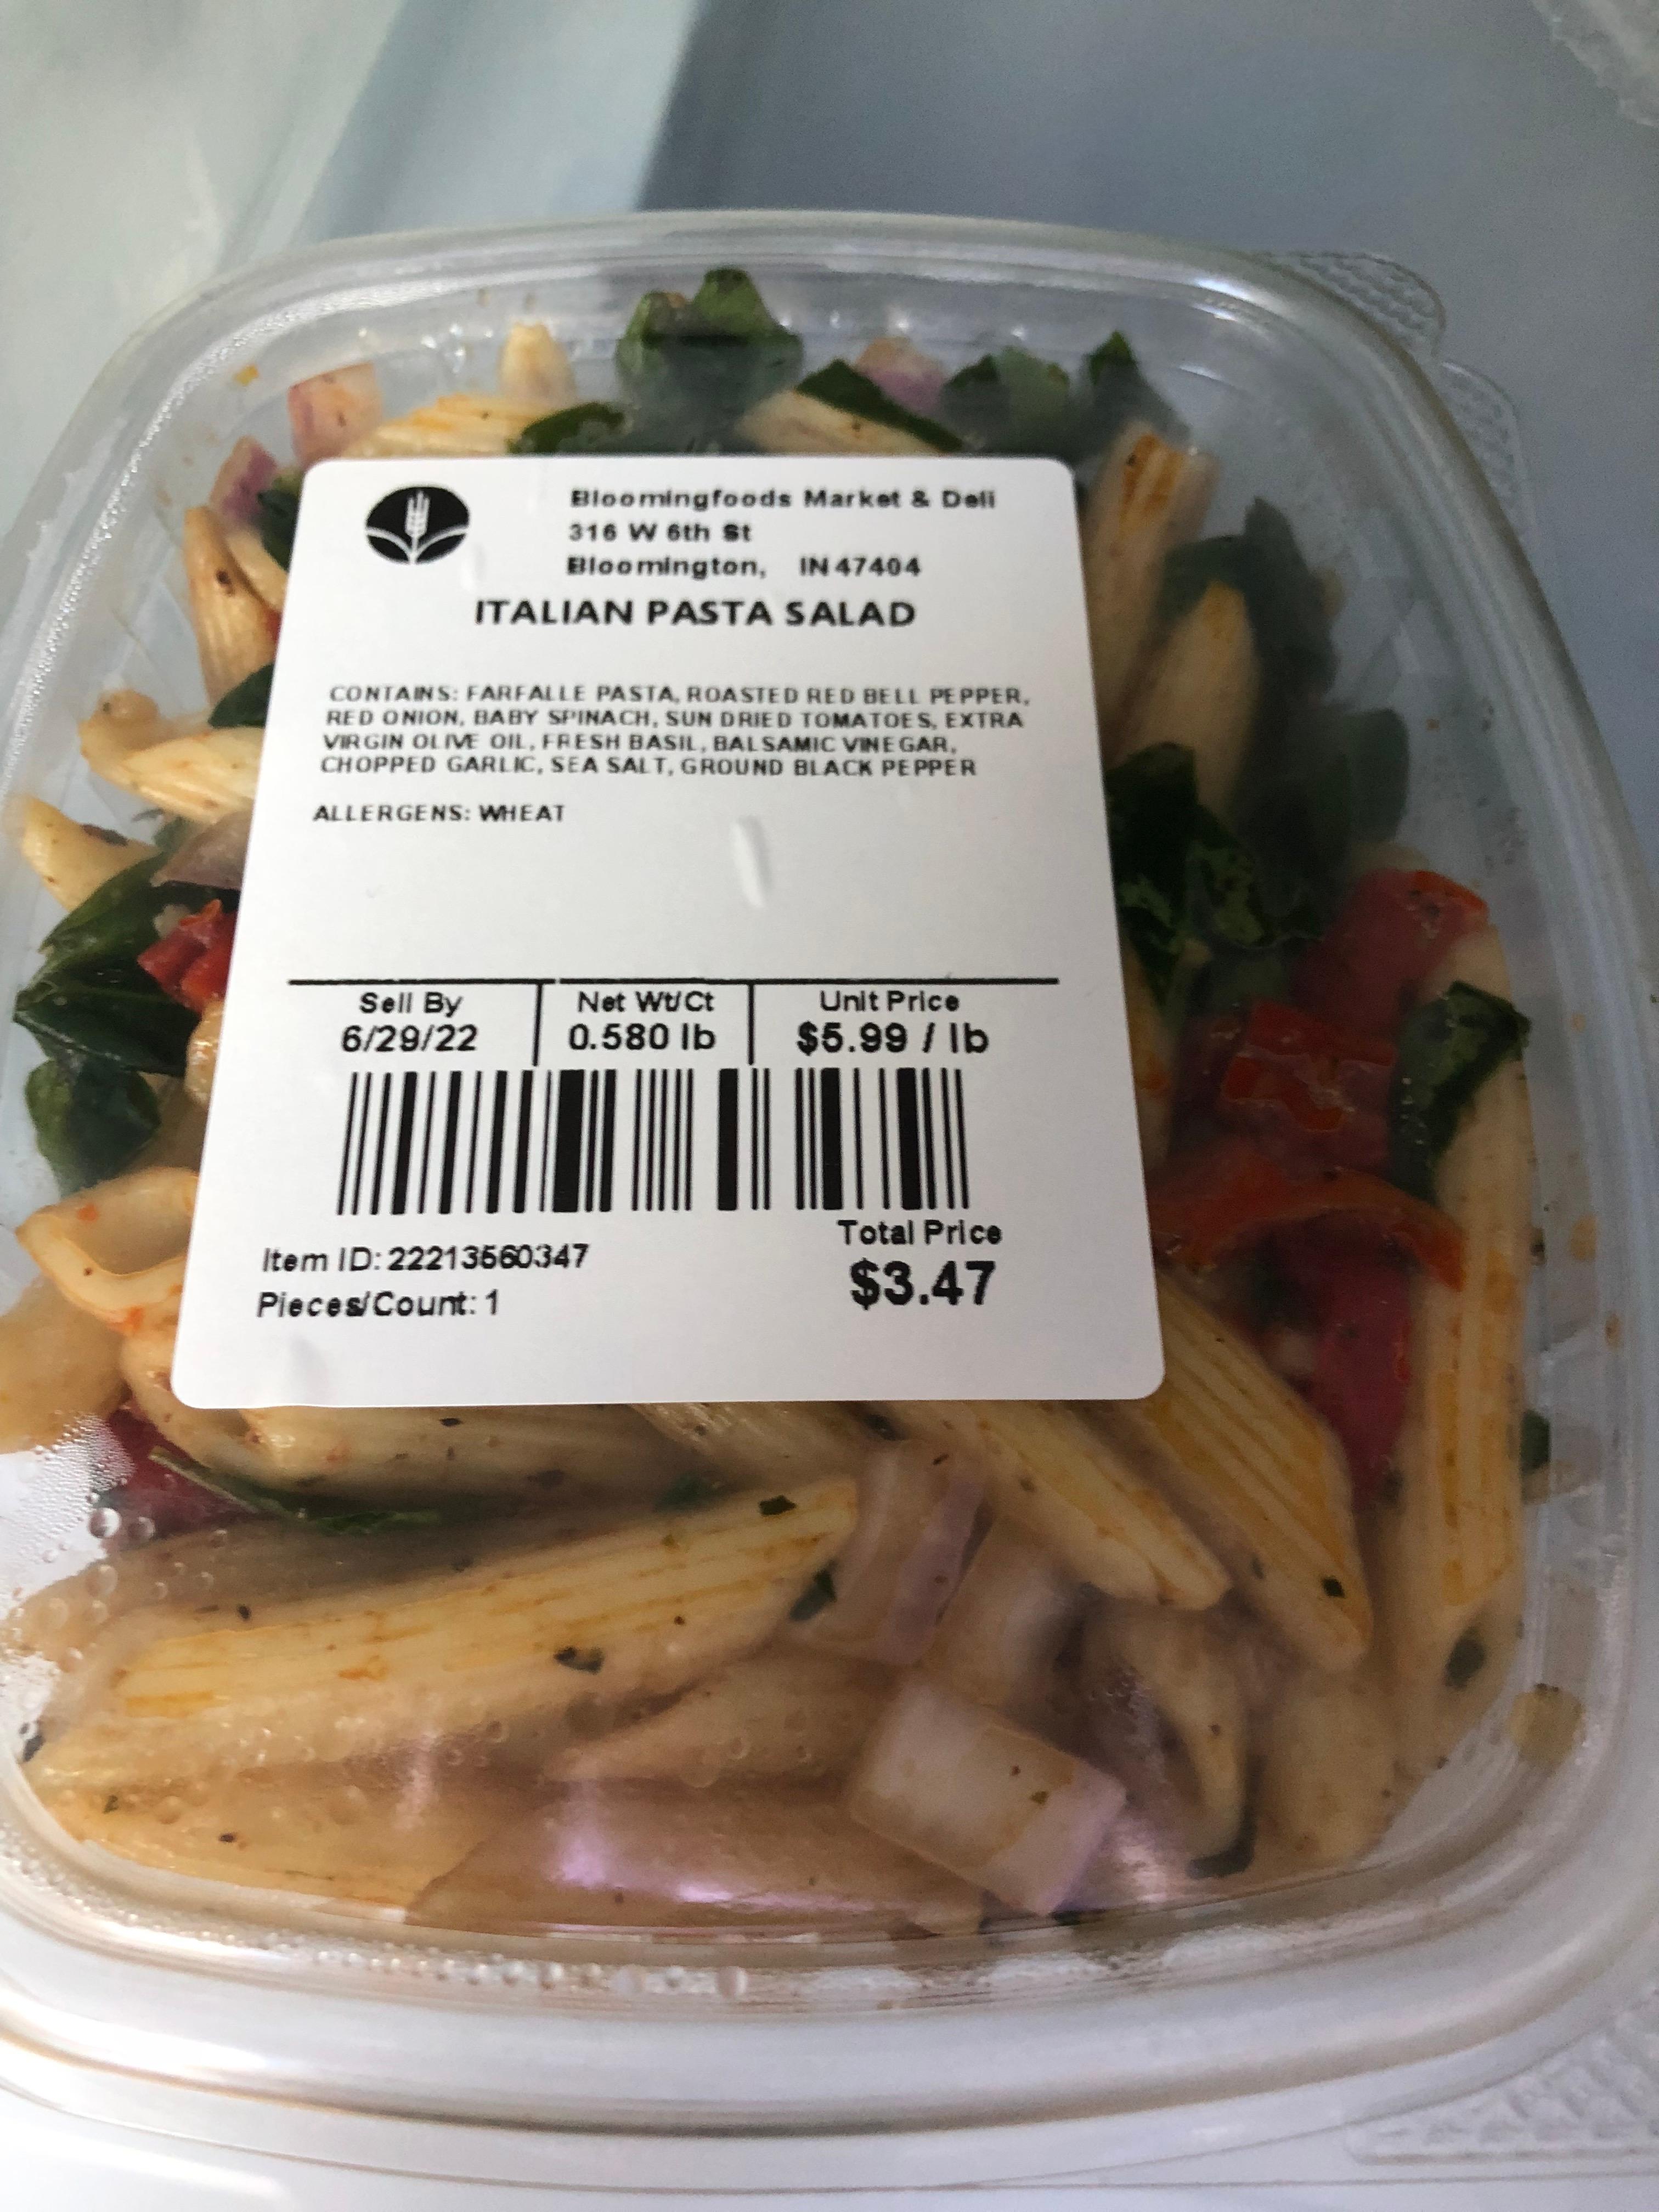 Bloomingfoods Market & Deli
316 W 6th St
Bloomington, IN 47404
ITALIAN PASTA SALAD
CONTAINS: FARFALLE PASTA, ROASTED RED BELL PEPPER,
RED ONION, BABY SPINACH, SUN DRIED TOMATOES, EXTRA
VIRGIN OLIVE OIL, FRESH BASIL, BALSAMIC VINEGAR,
CHOPPED GARLIC, SEA SALT, GROUND BLACK PEPPER
ALLERGENS: WHEAT
Sell By Net Wt/Ct Unit Price
6/29/22 0.580 lb $5.99 / lb
Total Price
Item ID: 22213560347
$3.47
Pieces/Count: 1